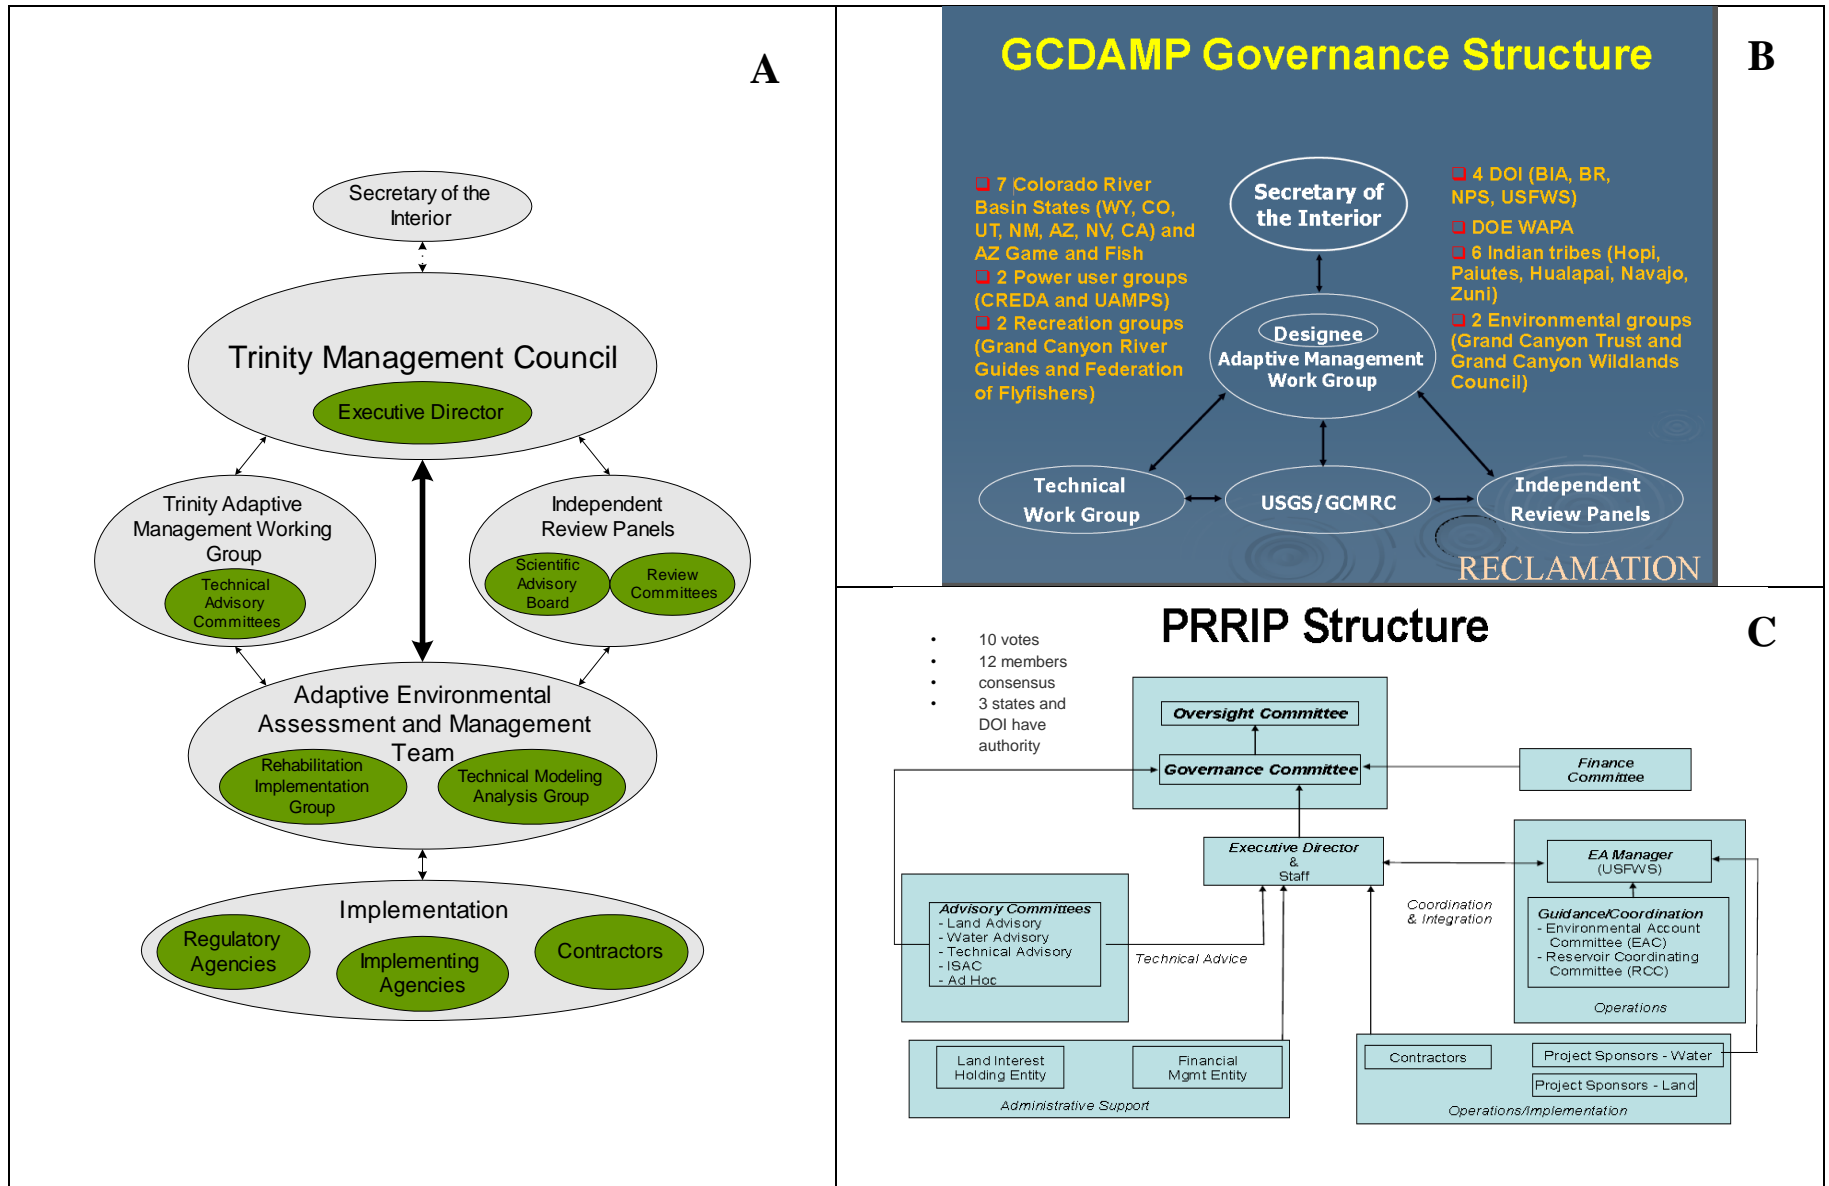 A
Secretary of the
Interior
Trinity Management Council
Executive Director
Trinity Adaptive
Management Working
Group
Technical
Advisory
Committees
Independent
Review Panels
Scientific
Advisory
Board
Review
Committees
Adaptive Environmental
Assessment and Management
Team
Rehabilitation
Implementation
Group
Technical Modeling
Analysis Group
Implementation
Regulatory
Agencies
Implementing
Agencies
Contractors
GCDAMP Governance Structure
B
7 Colorado River
Basin States (WY, CO,
UT, NM, AZ, NV, CA) and
AZ Game and Fish
2 Power user groups
(CREDA and UAMPS)
2 Recreation groups
(Grand Canyon River
Guides and Federation
of Flyfishers)
Secretary of
the Interior
4 DOI (BIA, BR,
NPS, USFWS)
DOE WAPA
6 Indian tribes (Hopi,
Paiutes, Hualapai, Navajo,
Zuni)
2 Environmental groups
(Grand Canyon Trust and
Grand Canyon Wildlands
Council)
Designee
Adaptive Management
Work Group
Technical
Work Group
USGS/GCMRC
Independent
Review Panels
RECLAMATION
PRRIP Structure
C
• 10 votes
• 12 members
• consensus
• 3 states and
DOI have
authority
Oversight Committee
Governance Committee
Finance
Committee
Executive Director
&
Staff
EA Manager
(USFWS)
Coordination
& Integration
Guidance/Coordination
- Environmental Account
Committee (EAC)
- Reservoir Coordinating
Committee (RCC)
Operations
Advisory Committees
- Land Advisory
- Water Advisory
- Technical Advisory
- ISAC
- Ad Hoc
Technical Advice
Land Interest
Holding Entity
Financial
Mgmt Entity
Administrative Support
Contractors
Project Sponsors - Water
Project Sponsors - Land
Operations/Implementation